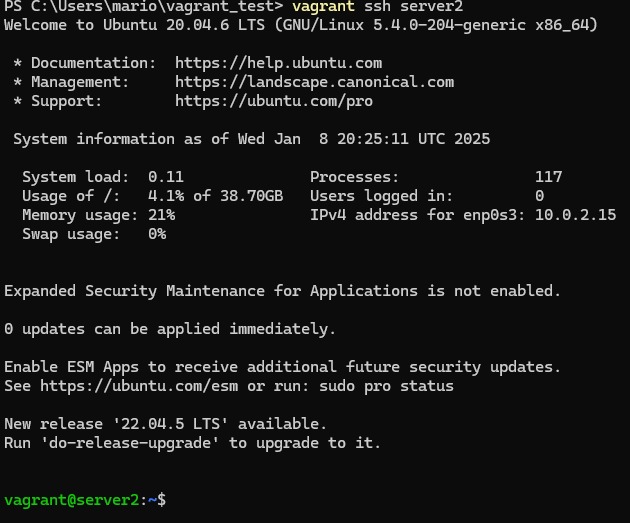 PS C:\Users\mario\vagrant_test> vagrant ssh server2
Welcome to Ubuntu 20.04.6 LTS (GNU/Linux 5.4.0-204-generic x86_64)
* Documentation:  https://help.ubuntu.com
* Management:     https://landscape.canonical.com
* Support:        https://ubuntu.com/pro
System information as of Wed Jan  8 20:25:11 UTC 2025
System load:  0.11               Processes:               117
Usage of /:   4.1% of 38.70GB   Users logged in:         0
Memory usage: 21%               IPv4 address for enp0s3: 10.0.2.15
Swap usage:   0%
Expanded Security Maintenance for Applications is not enabled.
0 updates can be applied immediately.
Enable ESM Apps to receive additional future security updates.
See https://ubuntu.com/esm or run: sudo pro status
New release '22.04.5 LTS' available.
Run 'do-release-upgrade' to upgrade to it.
vagrant@server2:~$